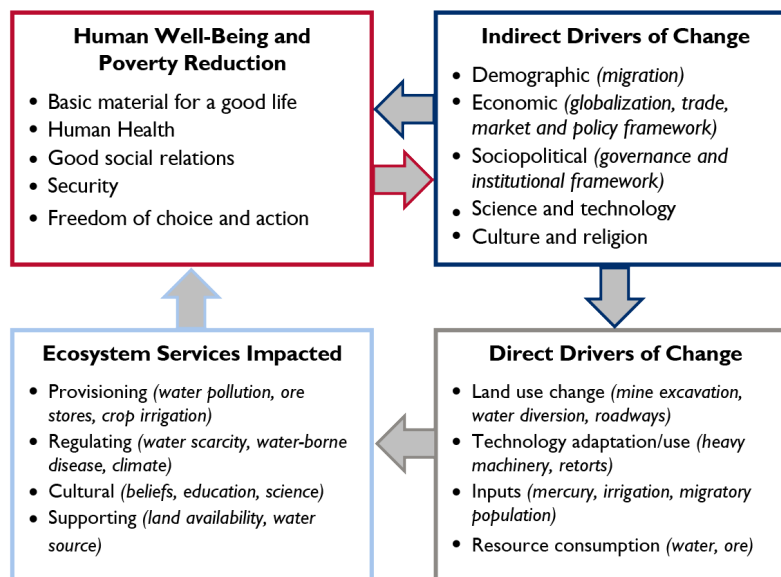 Human Well-Being and
Poverty Reduction
• Basic material for a good life
• Human Health
• Good social relations
• Security
• Freedom of choice and action
Indirect Drivers of Change
• Demographic (migration)
• Economic (globalization, trade,
market and policy framework)
• Sociopolitical (governance and
institutional framework)
• Science and technology
• Culture and religion
Ecosystem Services Impacted
• Provisioning (water pollution, ore
stores, crop irrigation)
• Regulating (water scarcity, water-borne
disease, climate)
• Cultural (beliefs, education, science)
• Supporting (land availability, water
source)
Direct Drivers of Change
• Land use change (mine excavation,
water diversion, roadways)
• Technology adaptation/use (heavy
machinery, retorts)
• Inputs (mercury, irrigation, migratory
population)
• Resource consumption (water, ore)